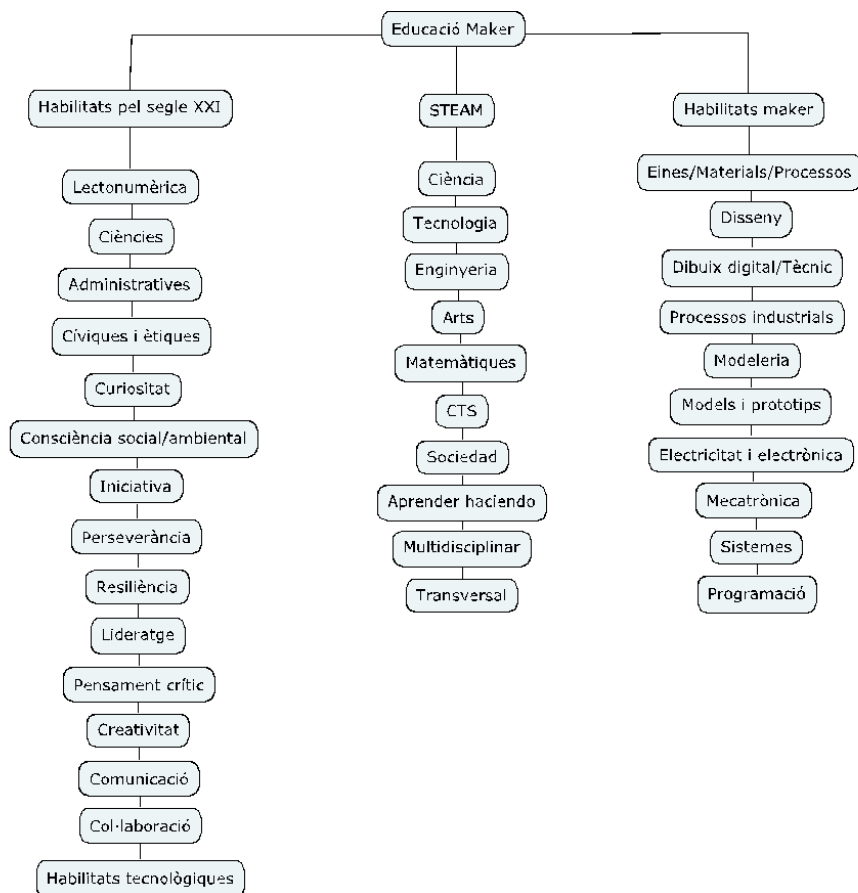 Educació Maker
Habilitats pel segle XXI
Lectonumèrica
Ciències
Administratives
Cíviques i ètiques
Curiositat
Consciència social/ambiental
Iniciativa
Perseverància
Resiliència
Lideratge
Pensament crític
Creativitat
Comunicació
Col·laboració
Habilitats tecnològiques
STEAM
Ciència
Tecnologia
Enginyeria
Arts
Matemàtiques
CTS
Sociedad
Aprender haciendo
Multidisciplinar
Transversal
Habilitats maker
Eines/Materials/Processos
Disseny
Dibuix digital/Tècnic
Processos industrials
Modeleria
Models i prototips
Electricitat i electrònica
Mecatrònica
Sistemes
Programació